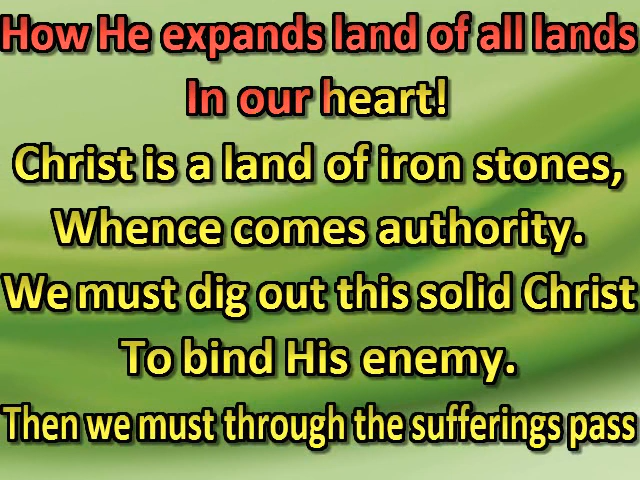 How He expands land of all lands
In our heart!
Christ is a land of iron stones,
Whence comes authority.
We must dig out this solid Christ
To bind His enemy.
Then we must through the sufferings pass